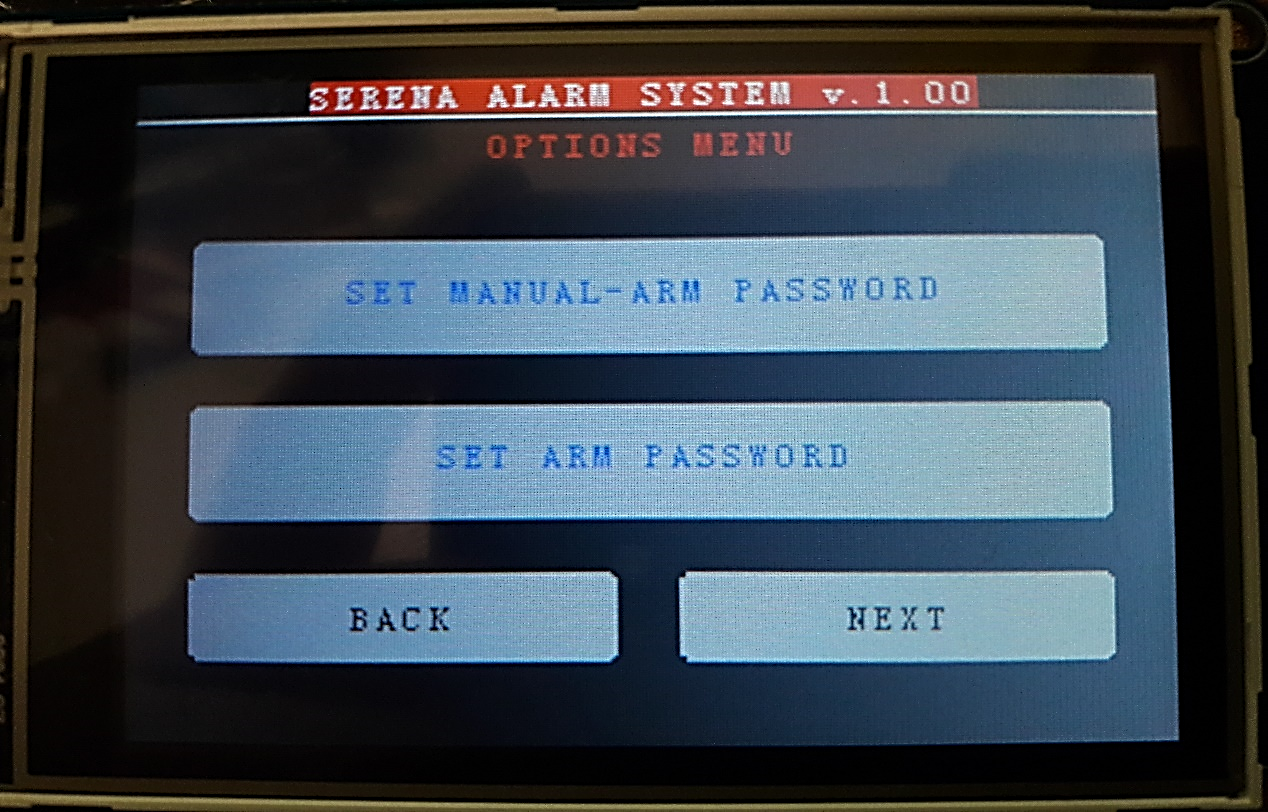 SERENA ALARM SYSTEM v.1.00
OPTIONS MENU
SET MANUAL-ARM PASSWORD
SET ARM PASSWORD
BACK
NEXT